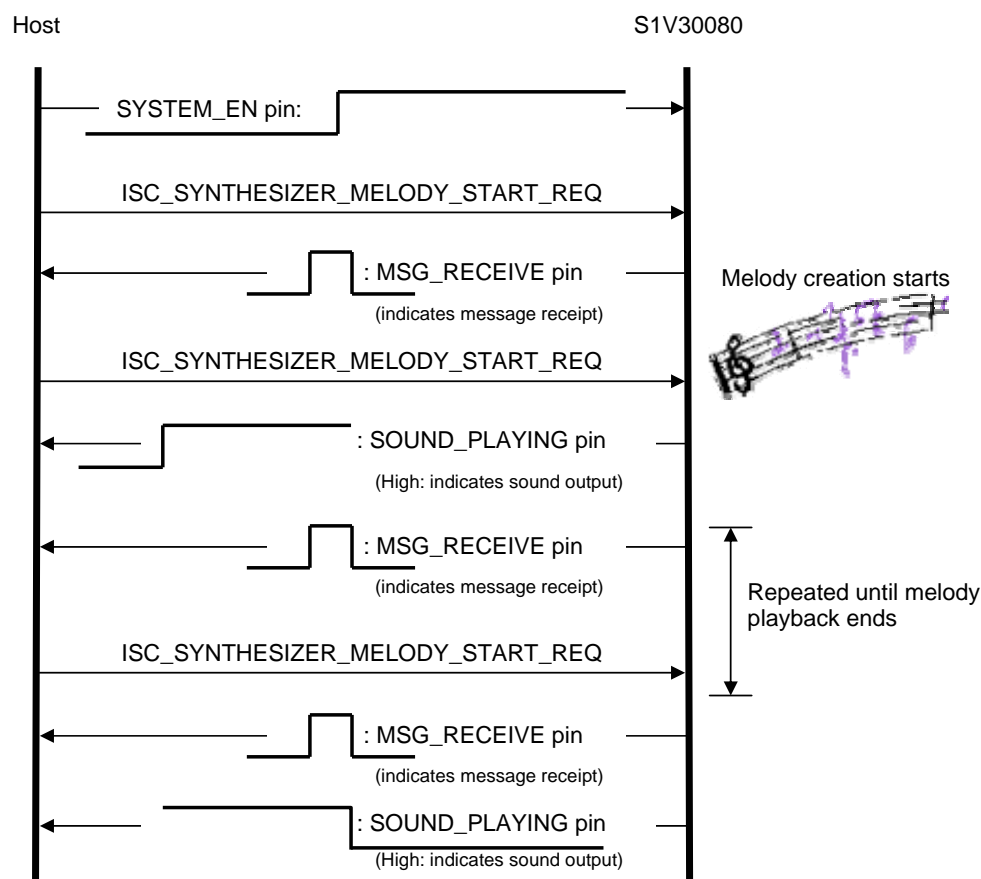 Host
S1V30080
SYSTEM_EN pin:
ISC_SYNTHESIZER_MELODY_START_REQ
: MSG_RECEIVE pin
(indicates message receipt)
Melody creation starts
ISC_SYNTHESIZER_MELODY_START_REQ
: SOUND_PLAYING pin
(High: indicates sound output)
: MSG_RECEIVE pin
(indicates message receipt)
Repeated until melody
playback ends
ISC_SYNTHESIZER_MELODY_START_REQ
: MSG_RECEIVE pin
(indicates message receipt)
: SOUND_PLAYING pin
(High: indicates sound output)